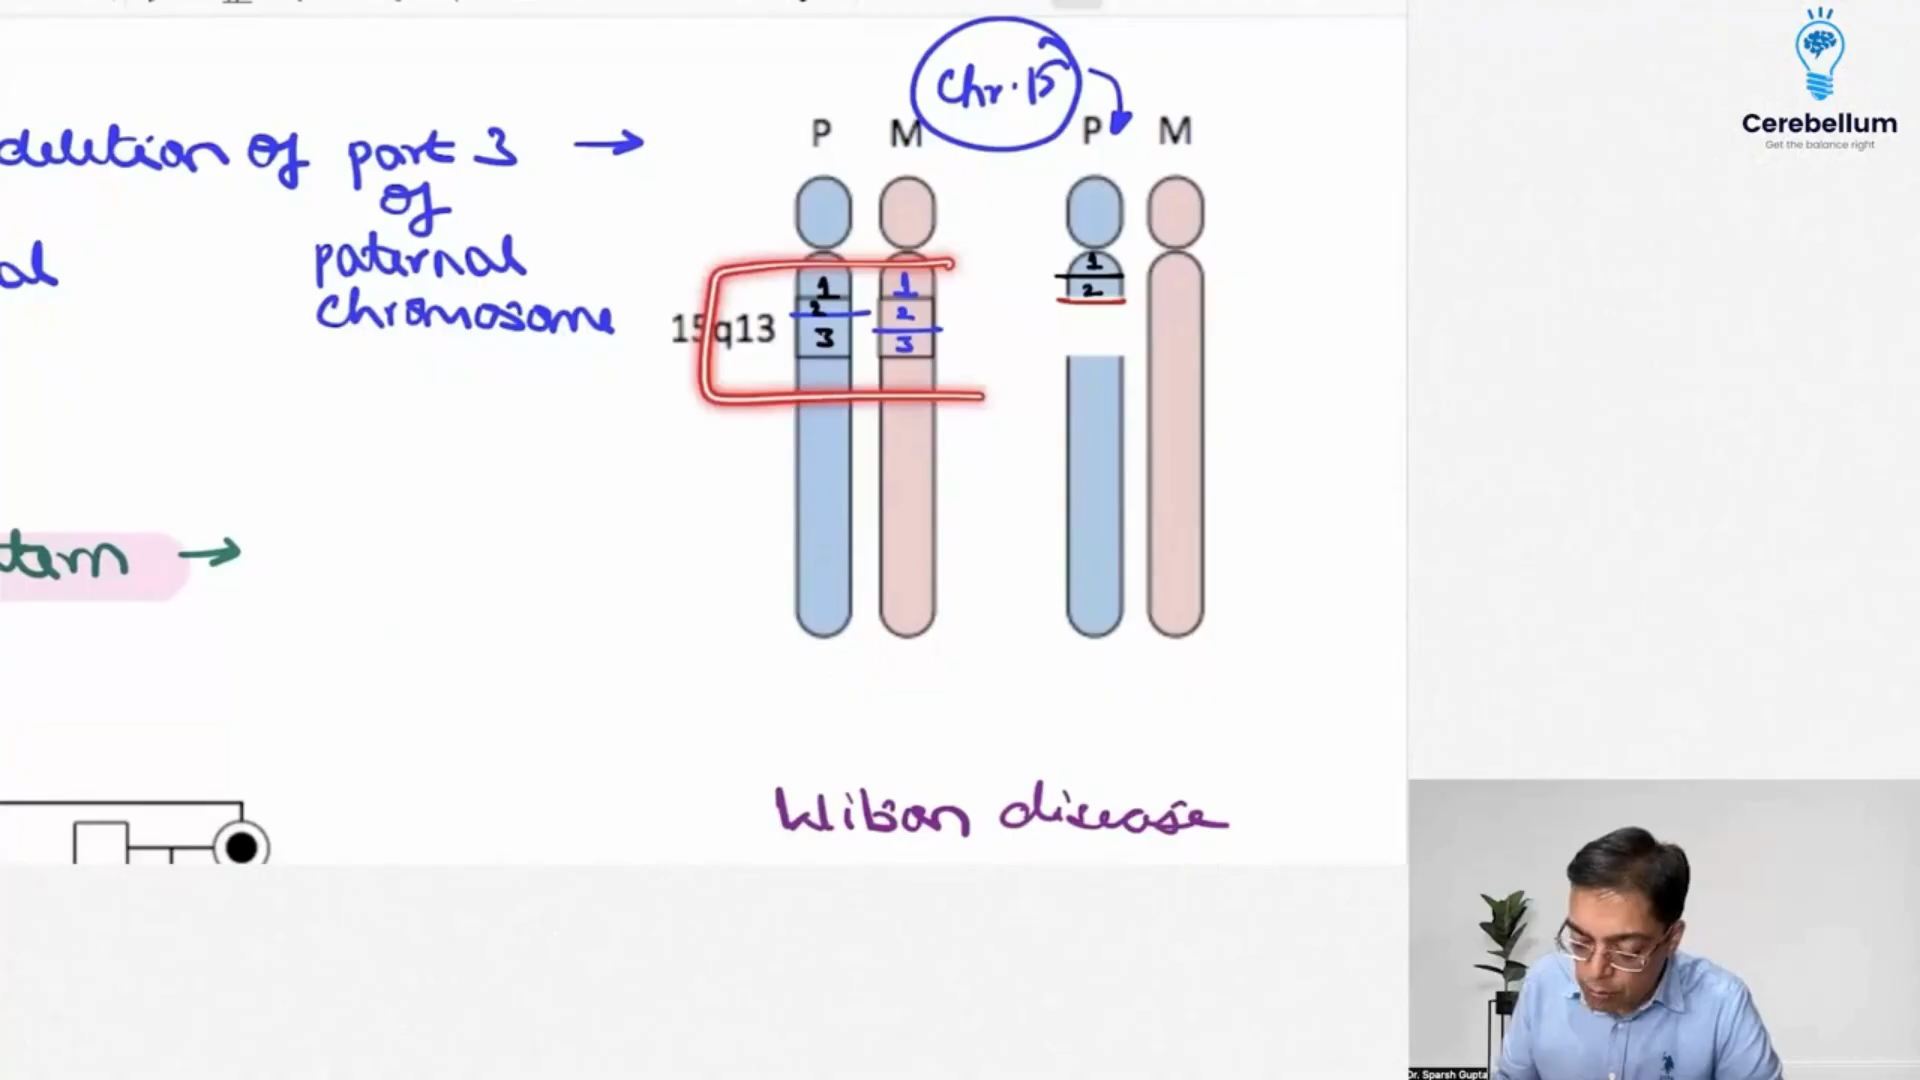 Chr. 15
P M P M
deletion of part 3
of
paternal
chromosome
al
1 1 1
2 2 2
3 3
15q13
tam
Wilson disease
Cerebellum
Get the balance right
Dr. Sparsh Gupta